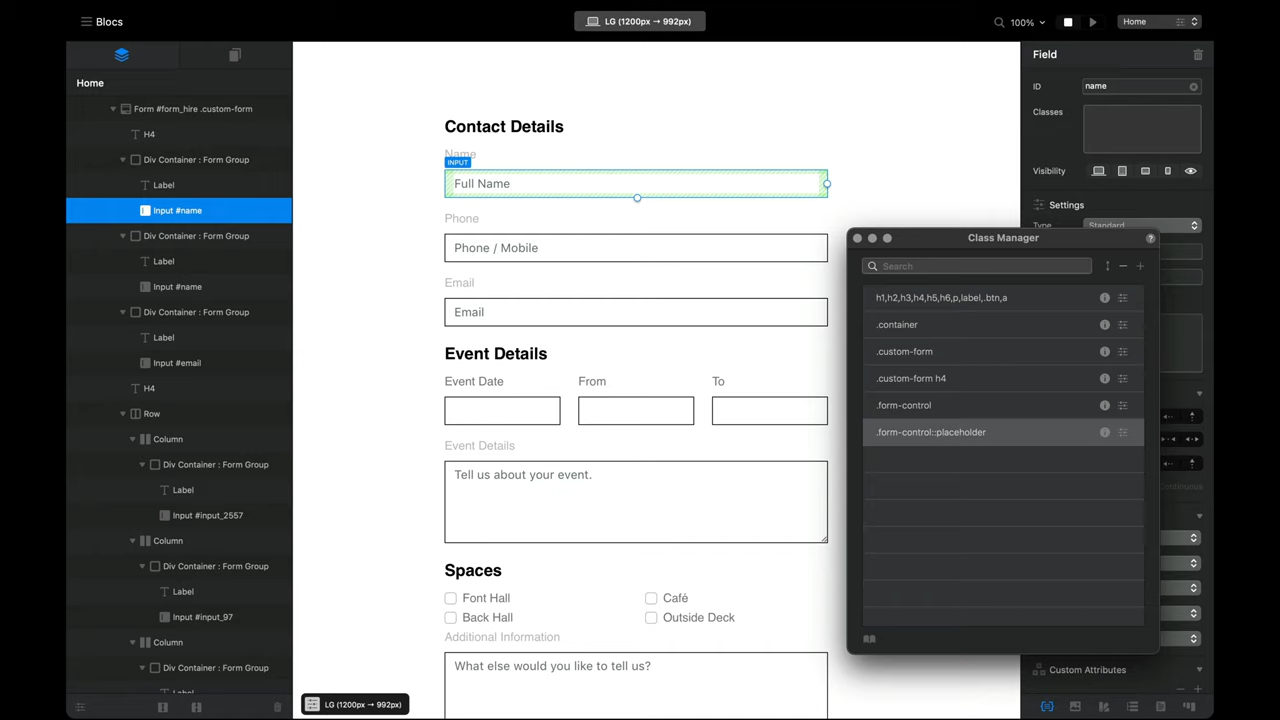 Blocs
LG (1200px → 992px)
100%
Home
Home
Form #form_hire .custom-form
H4
Div Container : Form Group
Label
Input #name
Div Container : Form Group
Label
Input #name
Div Container : Form Group
Label
Input #email
H4
Row
Column
Div Container : Form Group
Label
Input #input_2557
Column
Div Container : Form Group
Label
Input #input_97
Column
Div Container : Form Group
Label
Contact Details
Name
INPUT
Full Name
Phone
Phone / Mobile
Email
Email
Event Details
Event Date From To
Event Details
Tell us about your event.
Spaces
Font Hall Café
Back Hall Outside Deck
Additional Information
What else would you like to tell us?
LG (1200px → 992px)
Field
ID name
Classes
Visibility
Settings
Type Standard
Class Manager
Search
h1,h2,h3,h4,h5,h6,p,label,.btn,a
.container
.custom-form
.custom-form h4
.form-control
.form-control::placeholder
Continuous
Custom Attributes